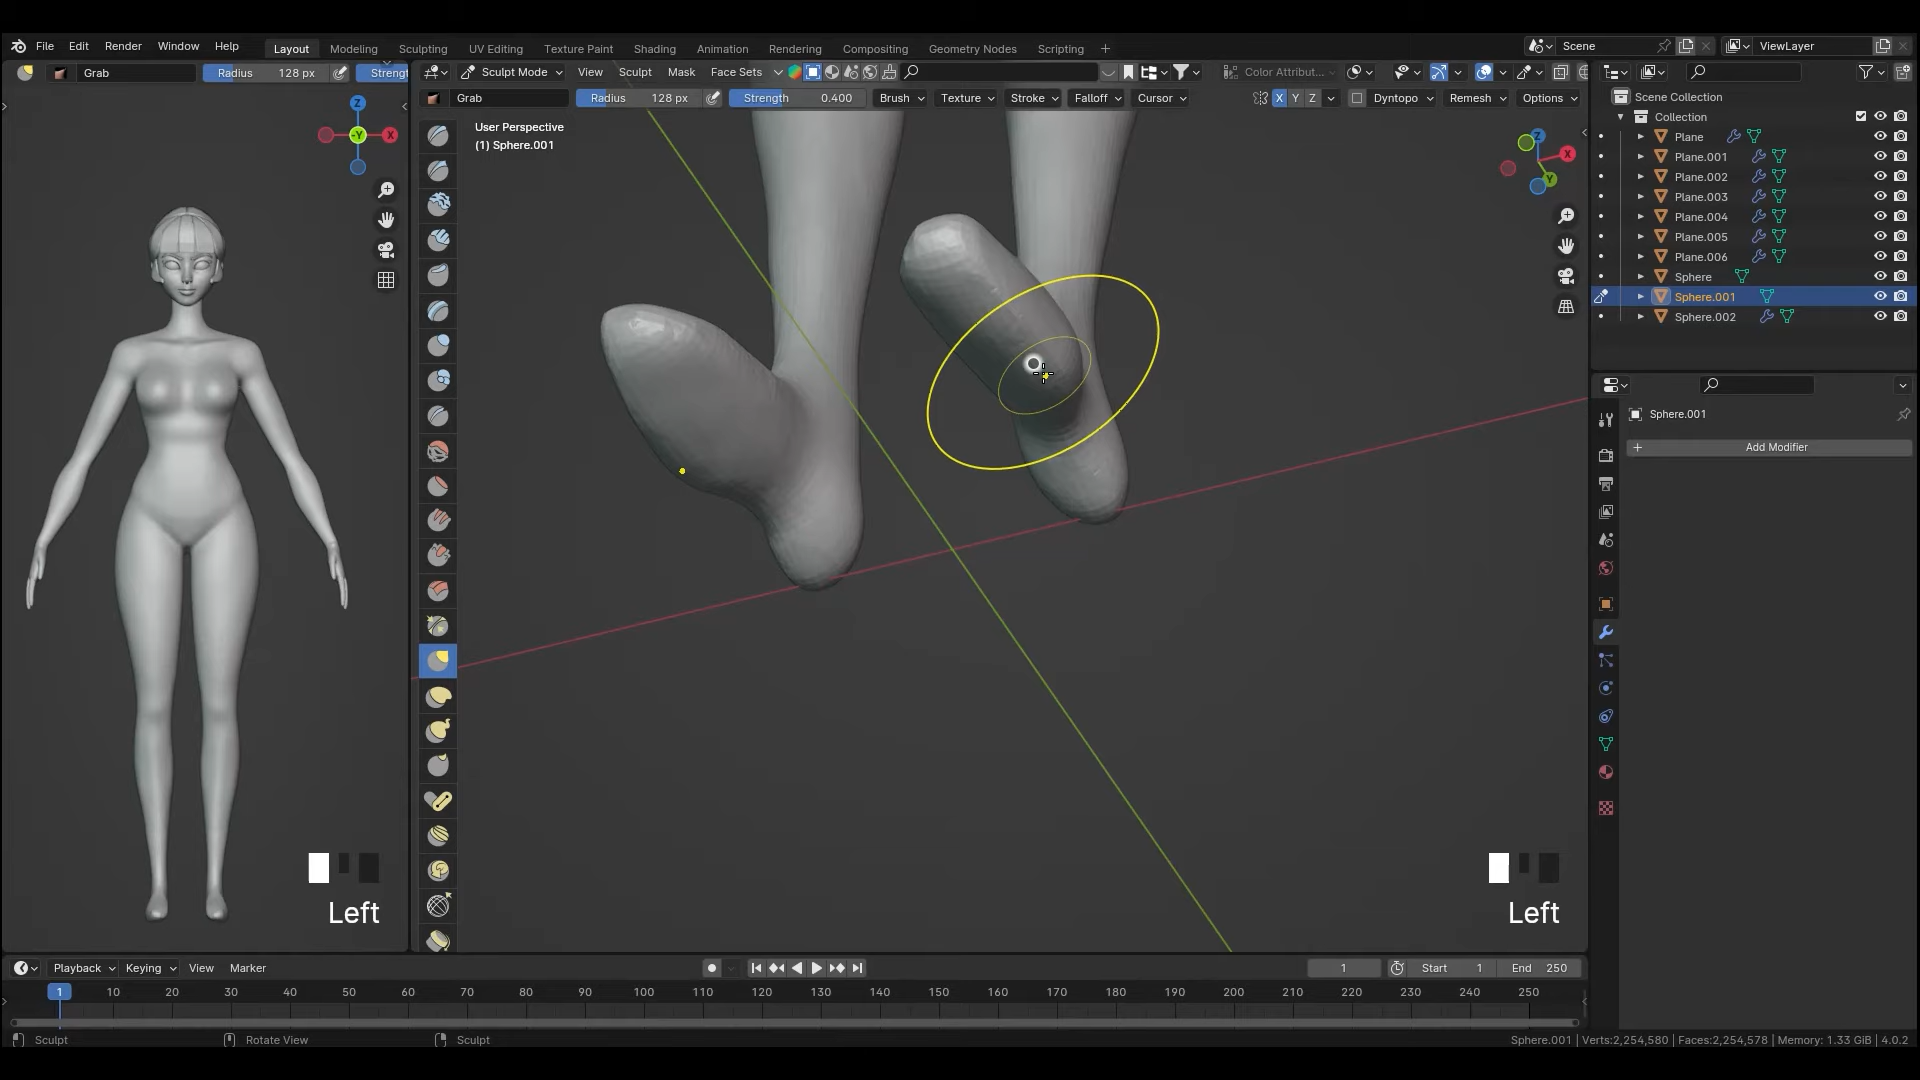 File Edit Render Window Help Layout Modeling Sculpting UV Editing Texture Paint Shading Animation Rendering Compositing Geometry Nodes Scripting + Scene ViewLayer
Grab Radius 128 px Sculpt Mode View Sculpt Mask Face Sets Color Attribut...
Grab Radius 128 px Strength 0.400 Brush Texture Stroke Falloff Cursor X Y Z Dyntopo Remesh Options
User Perspective
(1) Sphere.001
Z
-Y
X
Z
X
Y
Left
Left
Scene Collection
Collection
Plane
Plane.001
Plane.002
Plane.003
Plane.004
Plane.005
Plane.006
Sphere
Sphere.001
Sphere.002
Sphere.001
+ Add Modifier
Playback Keying View Marker 1 Start 1 End 250
1 10 20 30 40 50 60 70 80 90 100 110 120 130 140 150 160 170 180 190 200 210 220 230 240 250
Sculpt Rotate View Sculpt Sphere.001 | Verts:2,254,580 | Faces:2,254,578 | Memory: 1.33 GiB | 4.0.2